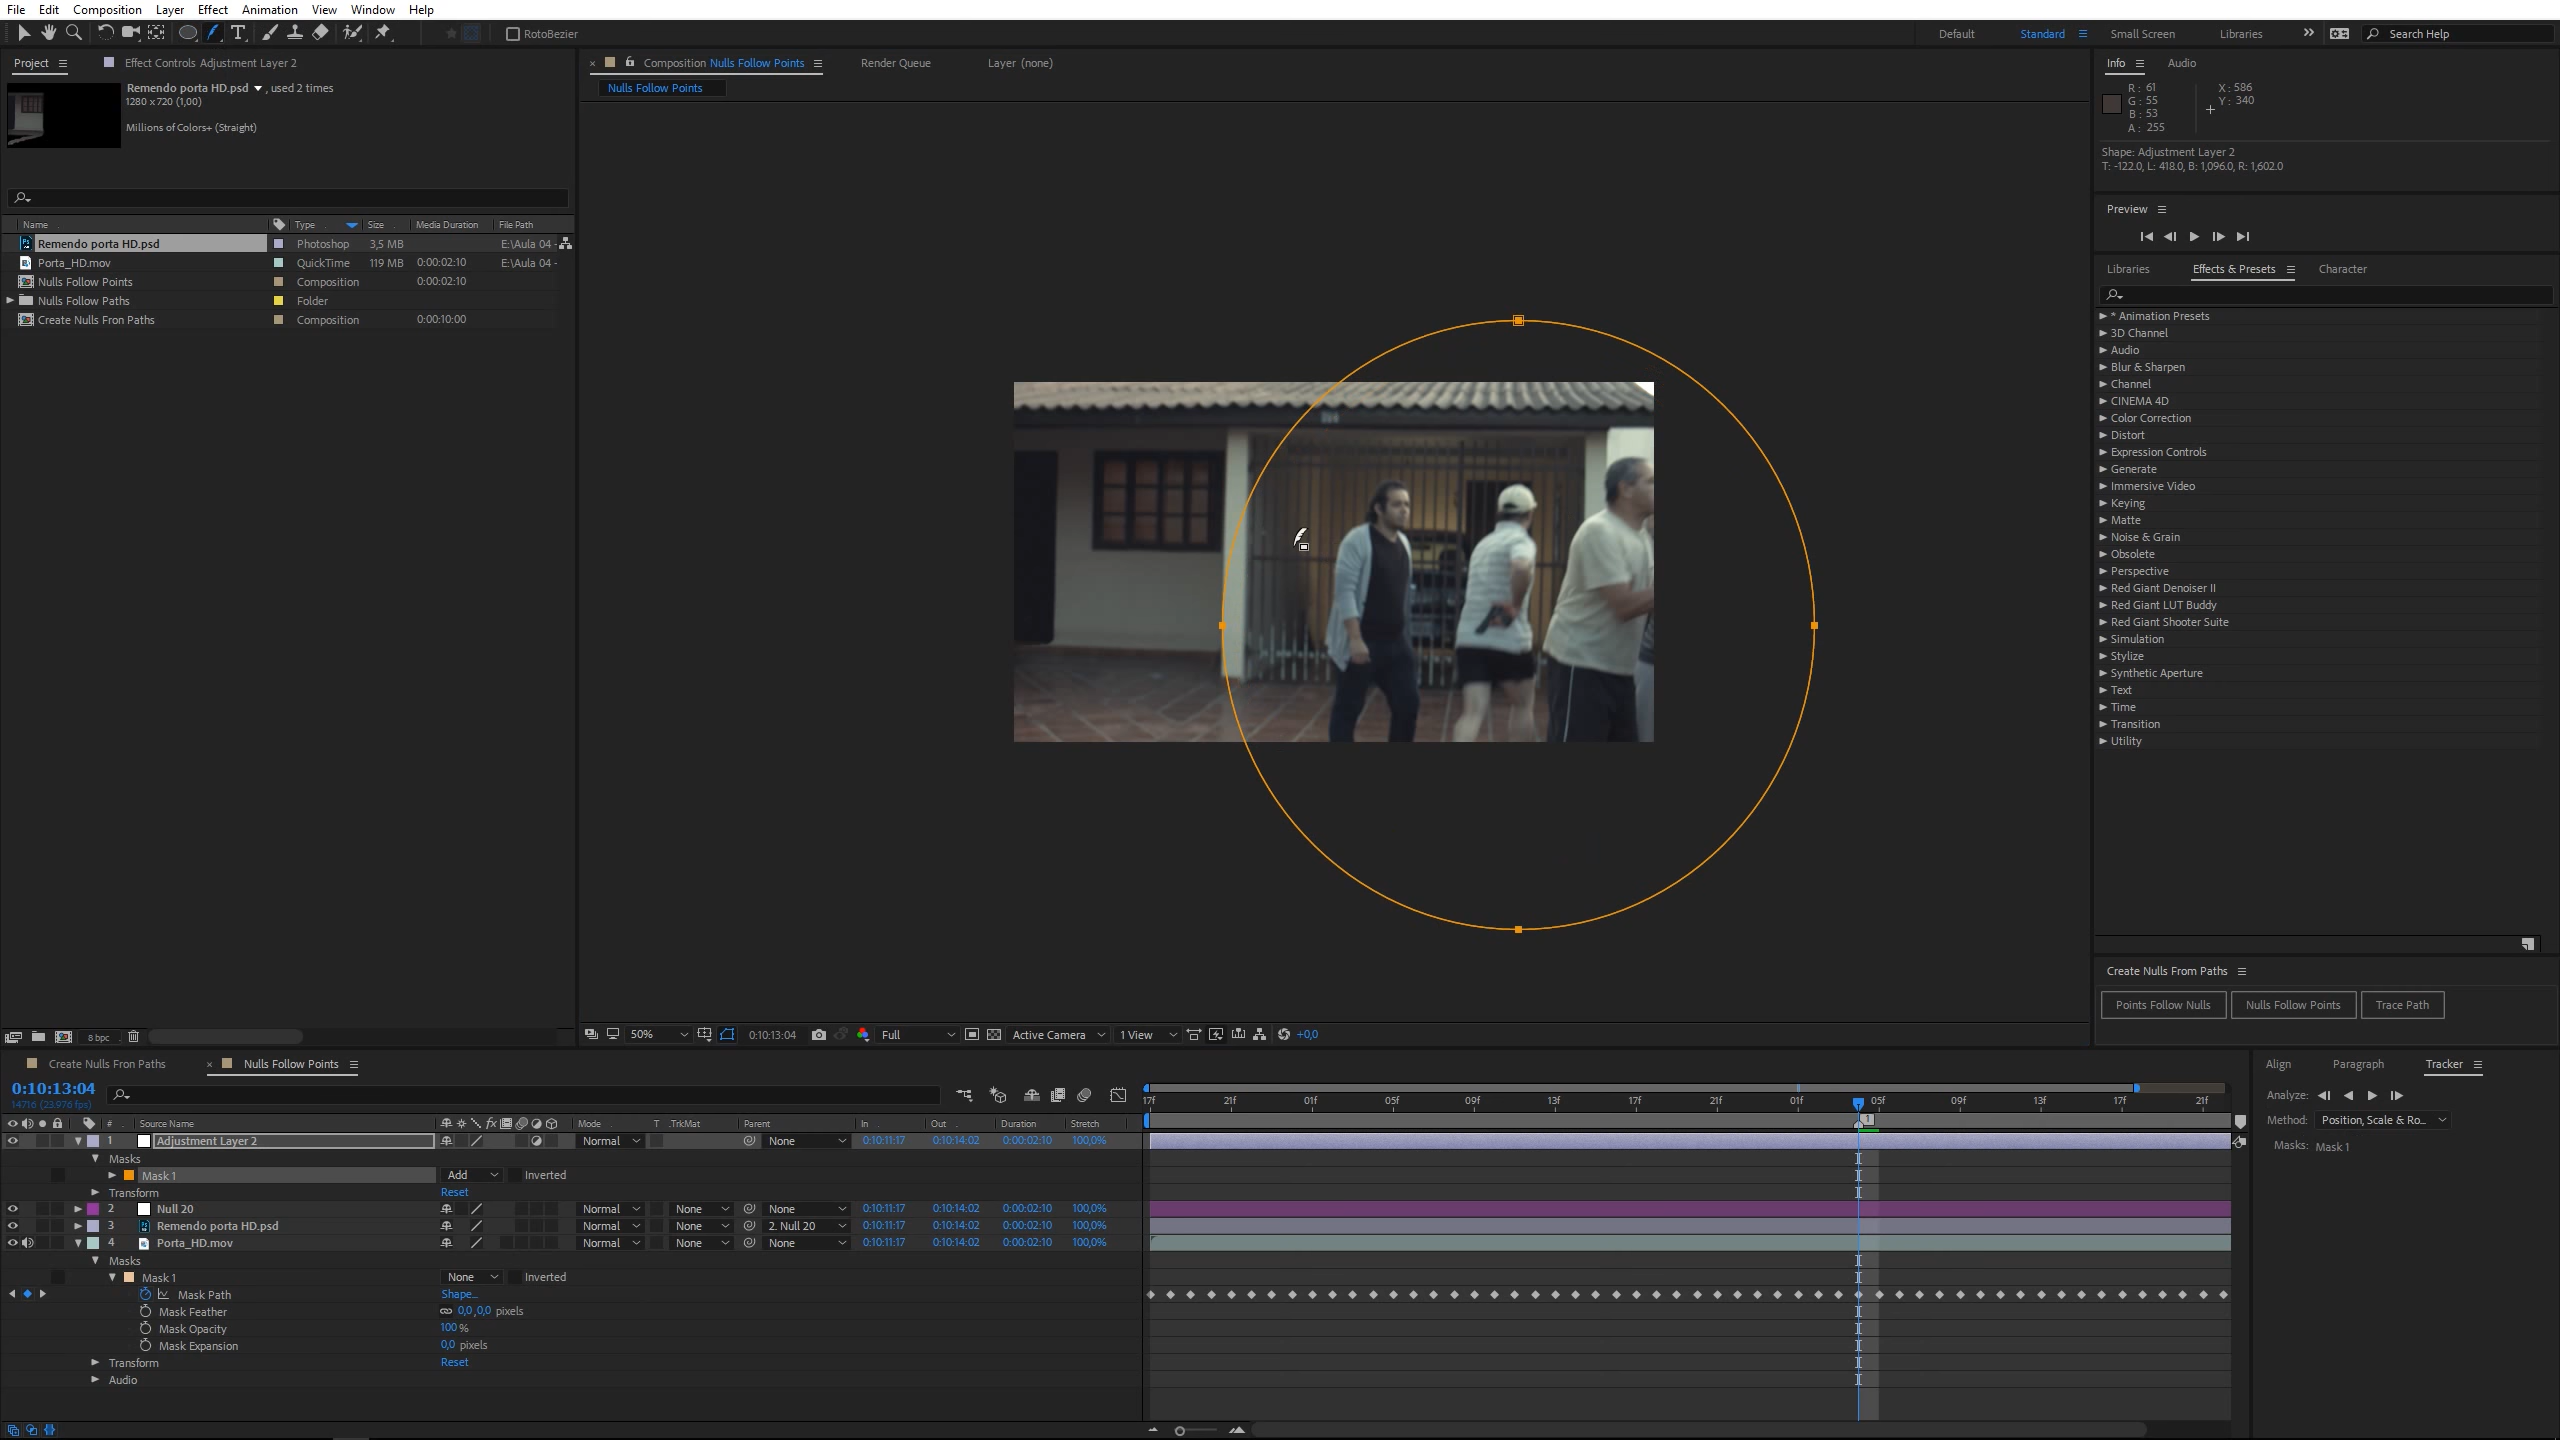 File Edit Composition Layer Effect Animation View Window Help
RotoBezier
Default Standard Small Screen Libraries Search Help
Project Effect Controls Adjustment Layer 2
Remendo porta HD.psd , used 2 times
1280 x 720 (1,00)
Millions of Colors+ (Straight)
Name Type Size Media Duration File Path
Remendo porta HD.psd Photoshop 3,5 MB E:\Aula 04 -
Porta_HD.mov QuickTime 119 MB 0:00:02:10 E:\Aula 04 -
Nulls Follow Points Composition 0:00:02:10
Nulls Follow Paths Folder
Create Nulls Fron Paths Composition 0:00:10:00
8 bpc
Composition Nulls Follow Points Render Queue Layer (none)
Nulls Follow Points
50% 0:10:13:04 Full Active Camera 1 View +0,0
Info Audio
R: 61 X: 586
G: 55 Y: 340
B: 53
A: 255
Shape: Adjustment Layer 2
T: -122.0, L: 418.0, B: 1,096.0, R: 1,602.0
Preview
Libraries Effects & Presets Character
* Animation Presets
3D Channel
Audio
Blur & Sharpen
Channel
CINEMA 4D
Color Correction
Distort
Expression Controls
Generate
Immersive Video
Keying
Matte
Noise & Grain
Obsolete
Perspective
Red Giant Denoiser II
Red Giant LUT Buddy
Red Giant Shooter Suite
Simulation
Stylize
Synthetic Aperture
Text
Time
Transition
Utility
Create Nulls From Paths
Points Follow Nulls Nulls Follow Points Trace Path
Create Nulls Fron Paths Nulls Follow Points
0:10:13:04
14716 (23.976 fps)
17f 21f 01f 05f 09f 13f 17f 21f 01f 05f 09f 13f 17f 21f
# Source Name Mode T TrkMat Parent In Out Duration Stretch
1
1 Adjustment Layer 2 Normal None 0:10:11:17 0:10:14:02 0:00:02:10 100,0%
Masks
Mask 1 Add Inverted
Transform Reset
2 Null 20 Normal None None 0:10:11:17 0:10:14:02 0:00:02:10 100,0%
3 Remendo porta HD.psd Normal None 2. Null 20 0:10:11:17 0:10:14:02 0:00:02:10 100,0%
4 Porta_HD.mov Normal None None 0:10:11:17 0:10:14:02 0:00:02:10 100,0%
Masks
Mask 1 None Inverted
Mask Path Shape...
Mask Feather 0,0 ,0,0 pixels
Mask Opacity 100 %
Mask Expansion 0,0 pixels
Transform Reset
Audio
Align Paragraph Tracker
Analyze:
Method: Position, Scale & Ro...
Masks: Mask 1